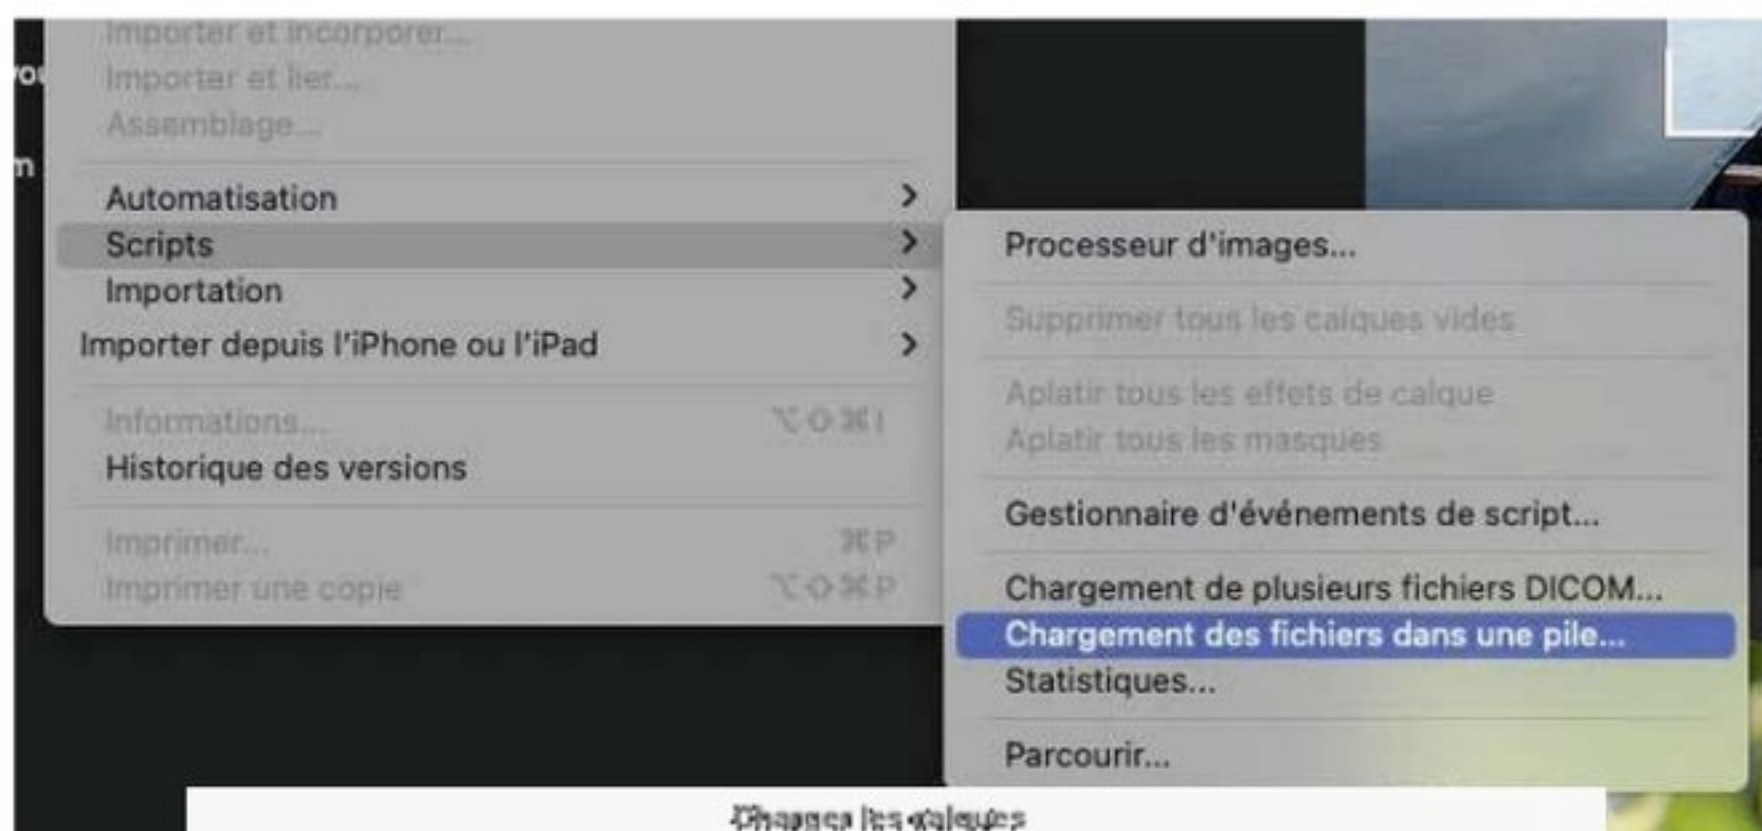 Importer et incorporer...
Importer et lier...
Assemblage...
Automatisation
Scripts
Importation
Importer depuis l'iPhone ou l'iPad
Informations... ⌥⇧⌘I
Historique des versions
Imprimer... ⌘P
Imprimer une copie ⌥⇧⌘P
Processeur d'images...
Supprimer tous les calques vides
Aplatir tous les effets de calque
Aplatir tous les masques
Gestionnaire d'événements de script...
Chargement de plusieurs fichiers DICOM...
Chargement des fichiers dans une pile...
Statistiques...
Parcourir...
les calques